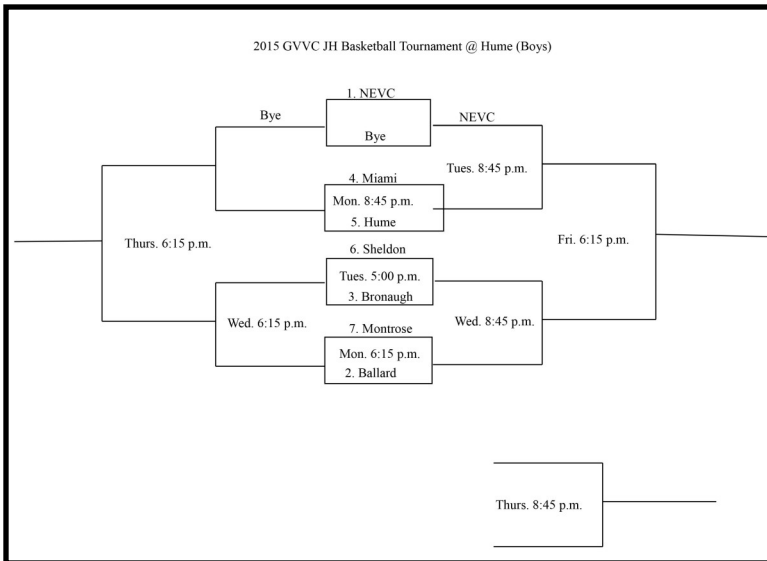 2015 GVVC JH Basketball Tournament @ Hume (Boys)
1. NEVC
Bye
NEVC
Bye
Tues. 8:45 p.m.
4. Miami
Mon. 8:45 p.m.
5. Hume
Thurs. 6:15 p.m.
Fri. 6:15 p.m.
6. Sheldon
Tues. 5:00 p.m.
3. Bronaugh
Wed. 6:15 p.m.
Wed. 8:45 p.m.
7. Montrose
Mon. 6:15 p.m.
2. Ballard
Thurs. 8:45 p.m.